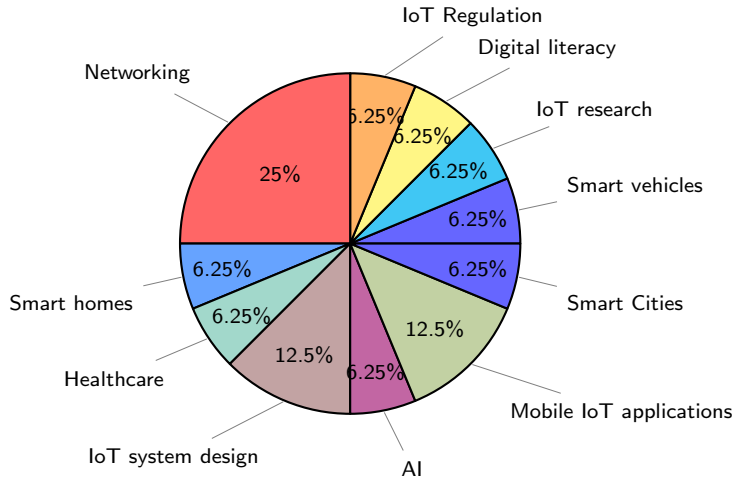 IoT Regulation
Digital literacy
Networking
IoT research
6.25%
6.25%
25%
6.25%
Smart vehicles
6.25%
6.25%
6.25%
Smart homes
Smart Cities
6.25%
12.5%
12.5%
6.25%
Healthcare
Mobile IoT applications
IoT system design
AI